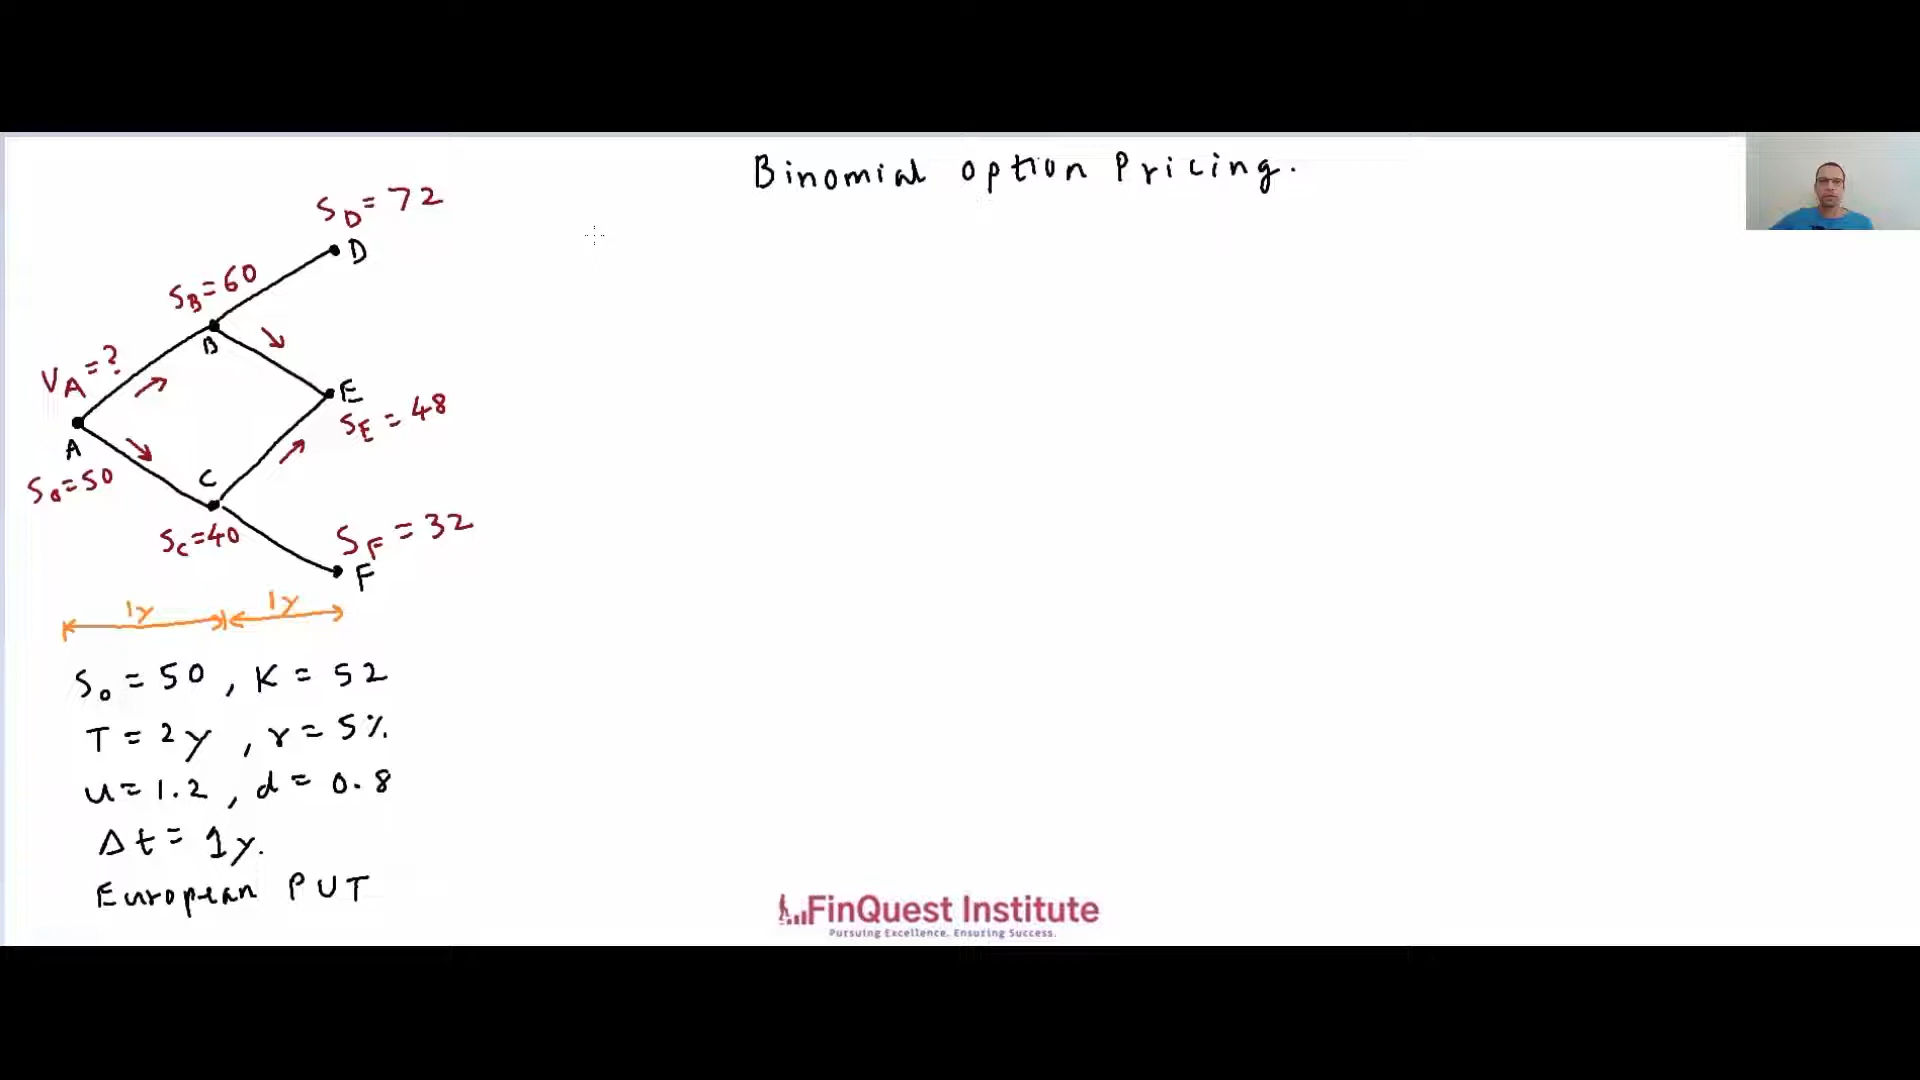 Binomial option Pricing.
S_D = 72
D
S_B = 60
B
V_A = ?
E
S_E = 48
A
S_0 = 50
C
S_C = 40
S_F = 32
F
1y 1y
S_0 = 50 , K = 52
T = 2y , r = 5%
u = 1.2 , d = 0.8
Δt = 1y.
European PUT
FinQuest Institute
Pursuing Excellence. Ensuring Success.